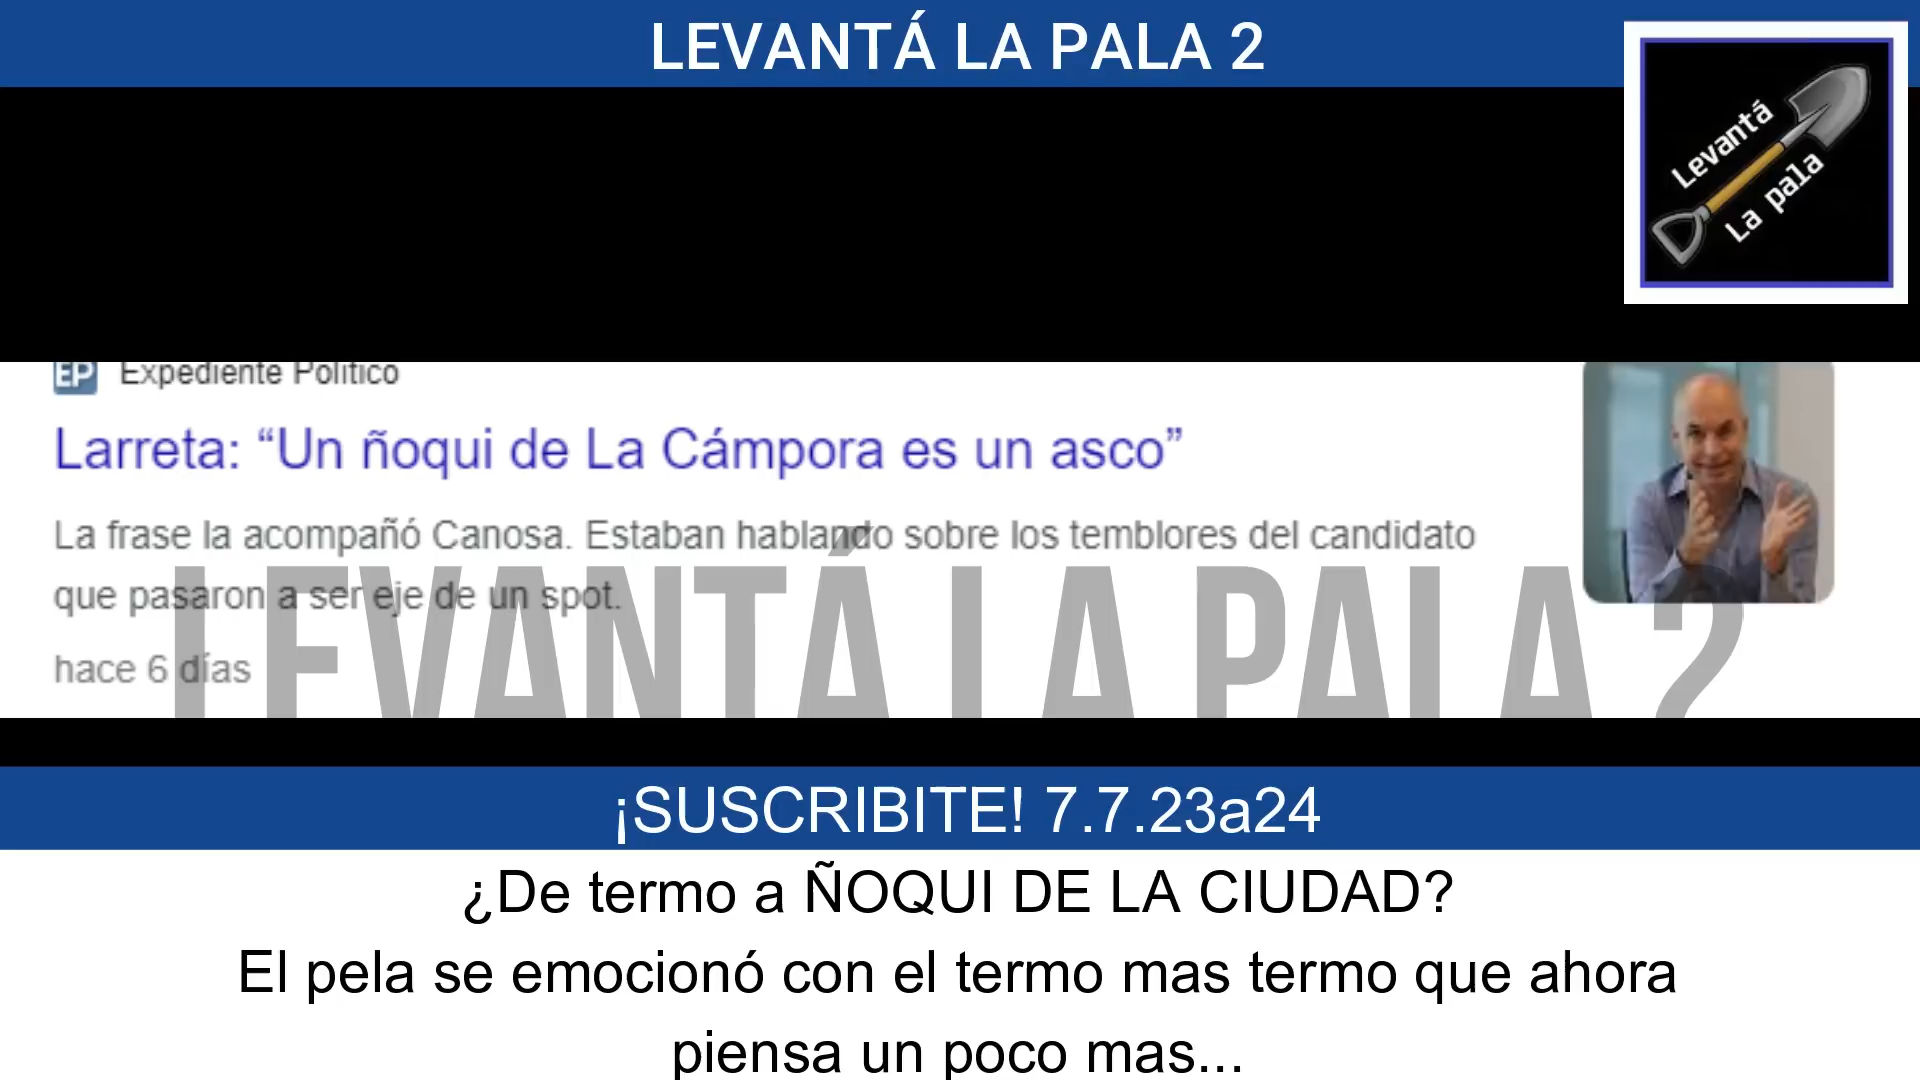 LEVANTÁ LA PALA 2
Levantá
La pala
EP Expediente Político
Larreta: “Un ñoqui de La Cámpora es un asco”
La frase la acompañó Canosa. Estaban hablando sobre los temblores del candidato
que pasaron a ser eje de un spot.
hace 6 días
LEVANTÁ LA PALA 2
¡SUSCRIBITE! 7.7.23a24
¿De termo a ÑOQUI DE LA CIUDAD?
El pela se emocionó con el termo mas termo que ahora
piensa un poco mas...